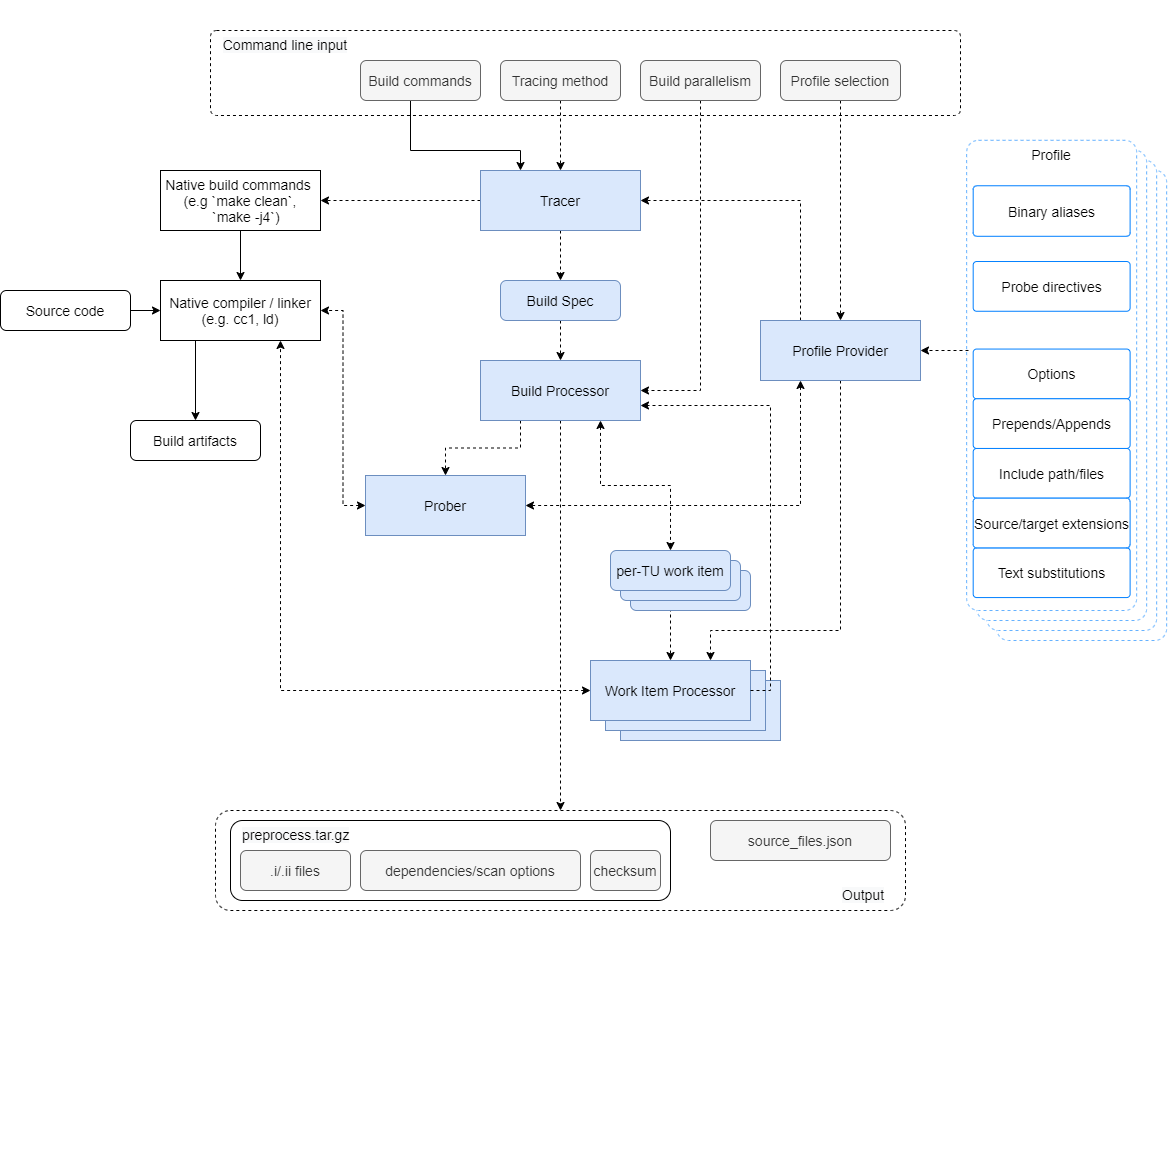 Command line input
Build commands
Tracing method
Build parallelism
Profile selection
Profile
Native build commands
(e.g `make clean`,
`make -j4`)
Tracer
Binary aliases
Source code
Native compiler / linker
(e.g. cc1, ld)
Build Spec
Probe directives
Profile Provider
Options
Build Processor
Prepends/Appends
Build artifacts
Include path/files
Prober
Source/target extensions
per-TU work item
Text substitutions
Work Item Processor
preprocess.tar.gz
source_files.json
.i/.ii files
dependencies/scan options
checksum
Output